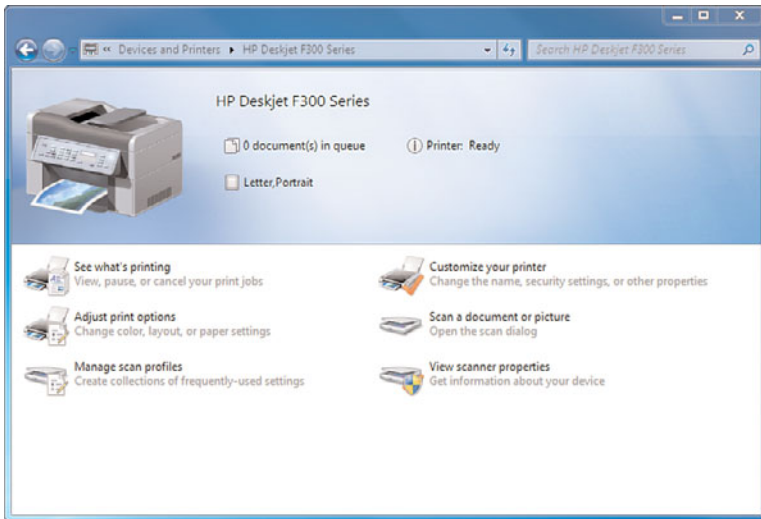 « Devices and Printers ▸ HP Deskjet F300 Series
Search HP Deskjet F300 Series
HP Deskjet F300 Series
0 document(s) in queue
Printer: Ready
Letter,Portrait
See what's printing
View, pause, or cancel your print jobs
Customize your printer
Change the name, security settings, or other properties
Adjust print options
Change color, layout, or paper settings
Scan a document or picture
Open the scan dialog
Manage scan profiles
Create collections of frequently-used settings
View scanner properties
Get information about your device